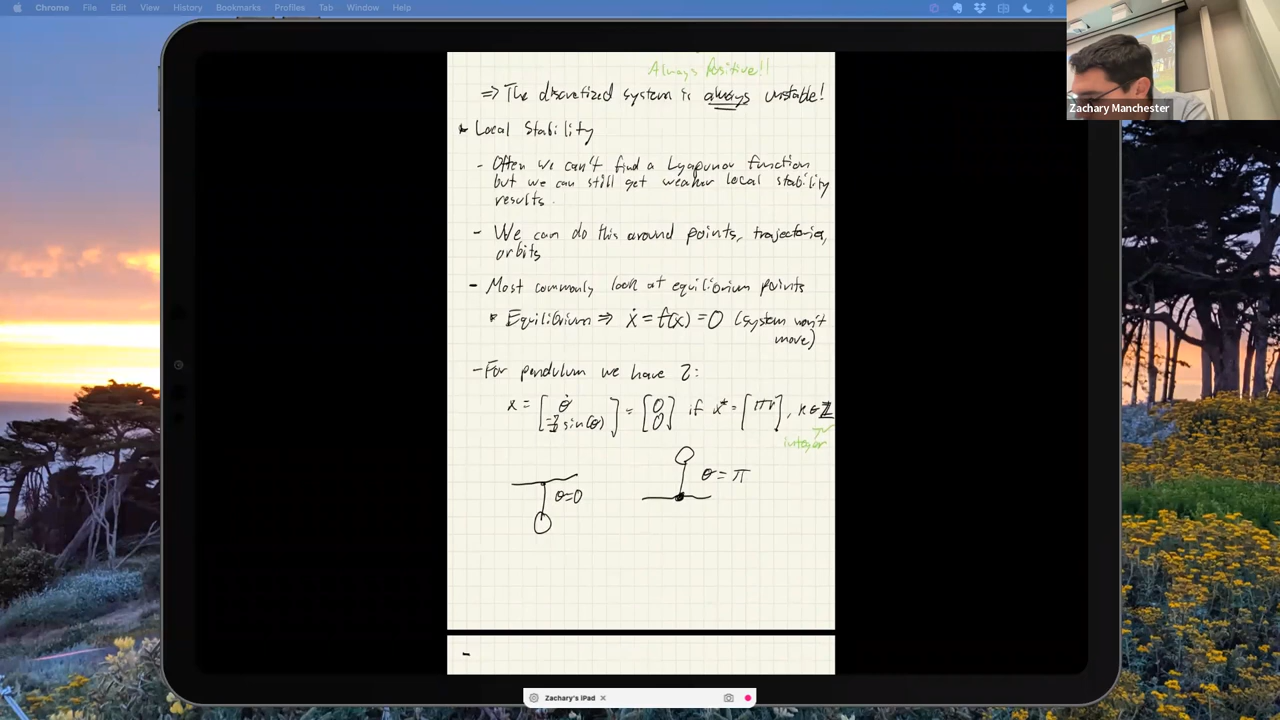 Chrome File Edit View History Bookmarks Profiles Tab Window Help
Zachary Manchester
Always Positive!!
⇒ The discretized system is always unstable!
Local Stability
- Often we can't find a Lyapunov function
but we can still get weaker local stability
results.
- We can do this around points, trajectories,
orbits
- Most commonly look at equilibrium points
Equilibrium ⇒ ẋ = f(x) = 0 (system won't
move)
- For pendulum we have 2:
x = [θ̇ sin(θ)] = [0 0] if x* = [π], k ∈ ℤ
integer
θ=0
θ = π
-
Zachary's iPad